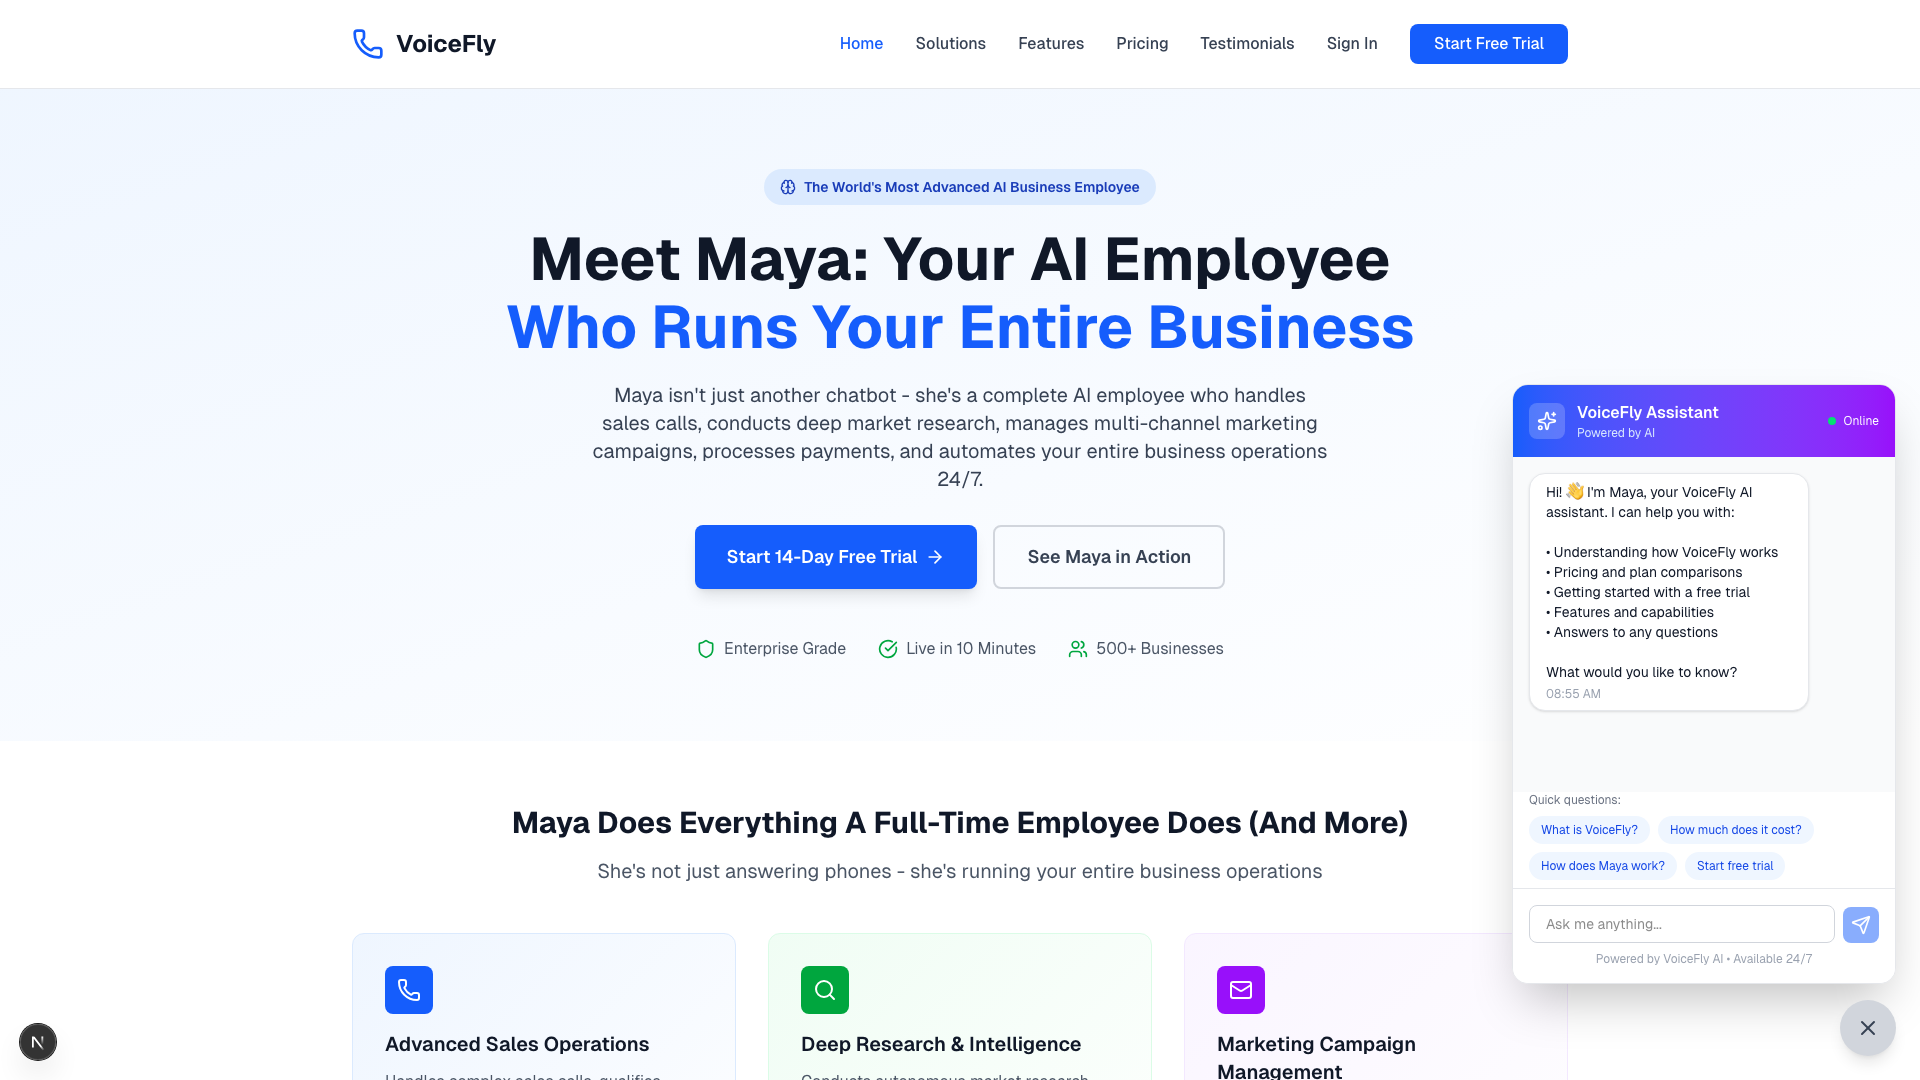 VoiceFly
Home
Solutions
Features
Pricing
Testimonials
Sign In
Start Free Trial
The World's Most Advanced AI Business Employee
Meet Maya: Your AI Employee
Who Runs Your Entire Business
Maya isn't just another chatbot - she's a complete AI employee who handles
sales calls, conducts deep market research, manages multi-channel marketing
campaigns, processes payments, and automates your entire business operations
24/7.
Start 14-Day Free Trial
See Maya in Action
Enterprise Grade
Live in 10 Minutes
500+ Businesses
Maya Does Everything A Full-Time Employee Does (And More)
She's not just answering phones - she's running your entire business operations
Advanced Sales Operations
Handles complex sales calls, qualifies
Deep Research & Intelligence
Conducts autonomous market research
Marketing Campaign
Management
VoiceFly Assistant
Powered by AI
Online
Hi! 👋 I'm Maya, your VoiceFly AI
assistant. I can help you with:
• Understanding how VoiceFly works
• Pricing and plan comparisons
• Getting started with a free trial
• Features and capabilities
• Answers to any questions
What would you like to know?
08:55 AM
Quick questions:
What is VoiceFly?
How much does it cost?
How does Maya work?
Start free trial
Ask me anything...
Powered by VoiceFly AI • Available 24/7
N